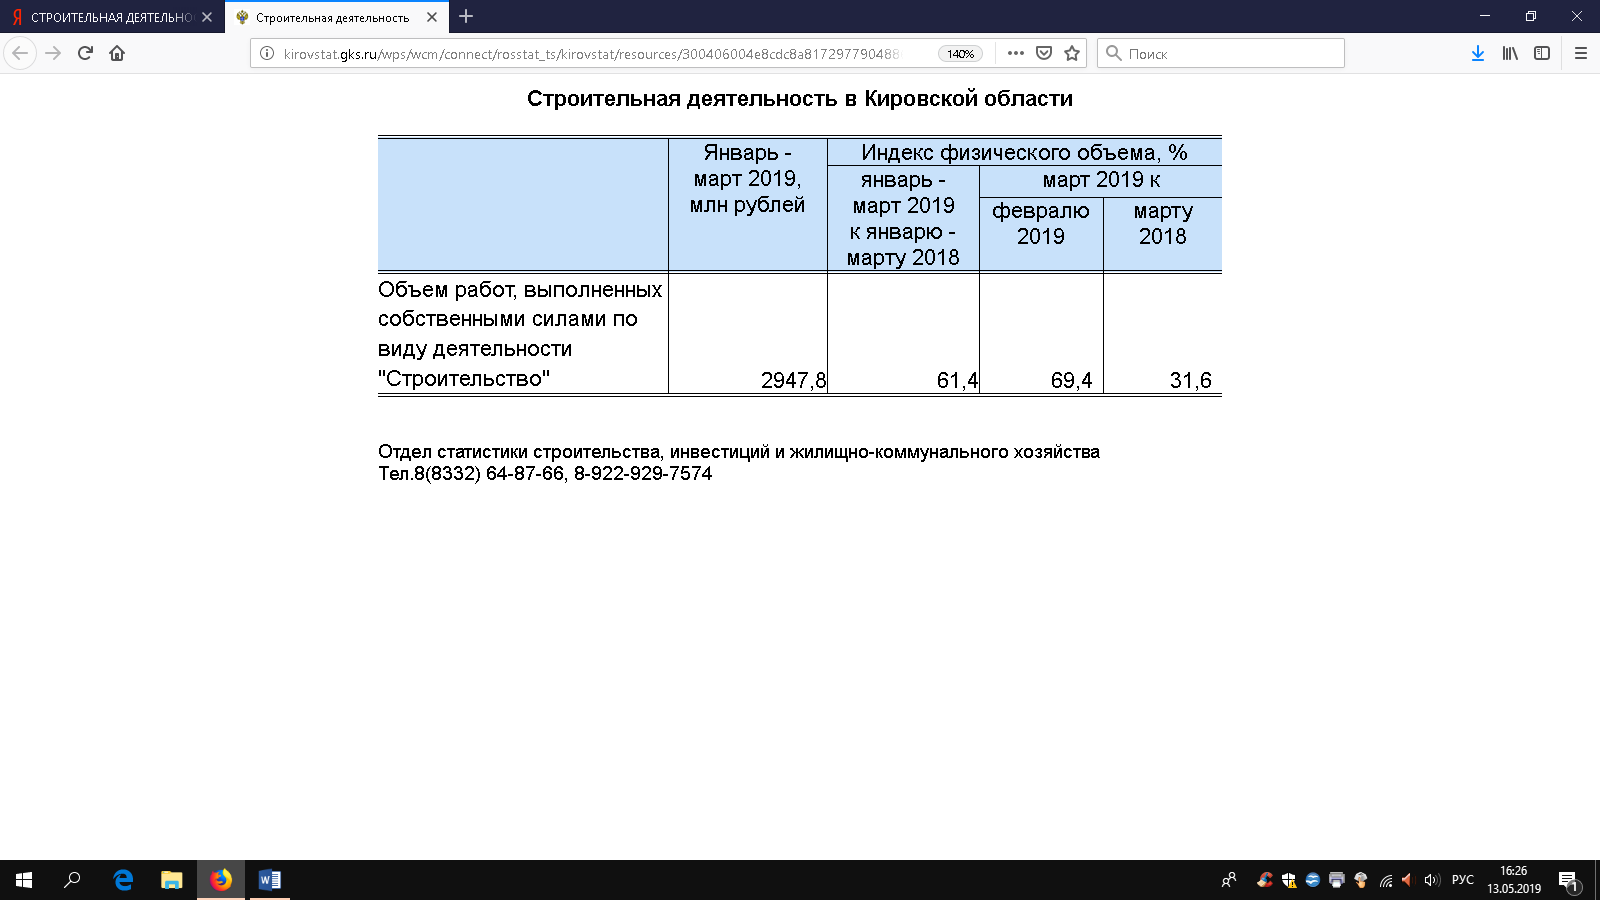 СТРОИТЕЛЬНАЯ ДЕЯТЕЛЬНО
Строительная деятельность
kirovstat.gks.ru/wps/wcm/connect/rosstat_ts/kirovstat/resources/300406004e8cdc8a817297790488
140%
Поиск
Строительная деятельность в Кировской области
Январь -
март 2019,
млн рублей
Индекс физического объема, %
январь -
март 2019
к январю -
марту 2018
март 2019 к
февралю
2019
марту
2018
Объем работ, выполненных
собственными силами по
виду деятельности
"Строительство"
2947,8
61,4
69,4
31,6
Отдел статистики строительства, инвестиций и жилищно-коммунального хозяйства
Тел.8(8332) 64-87-66, 8-922-929-7574
РУС
16:26
13.05.2019
1